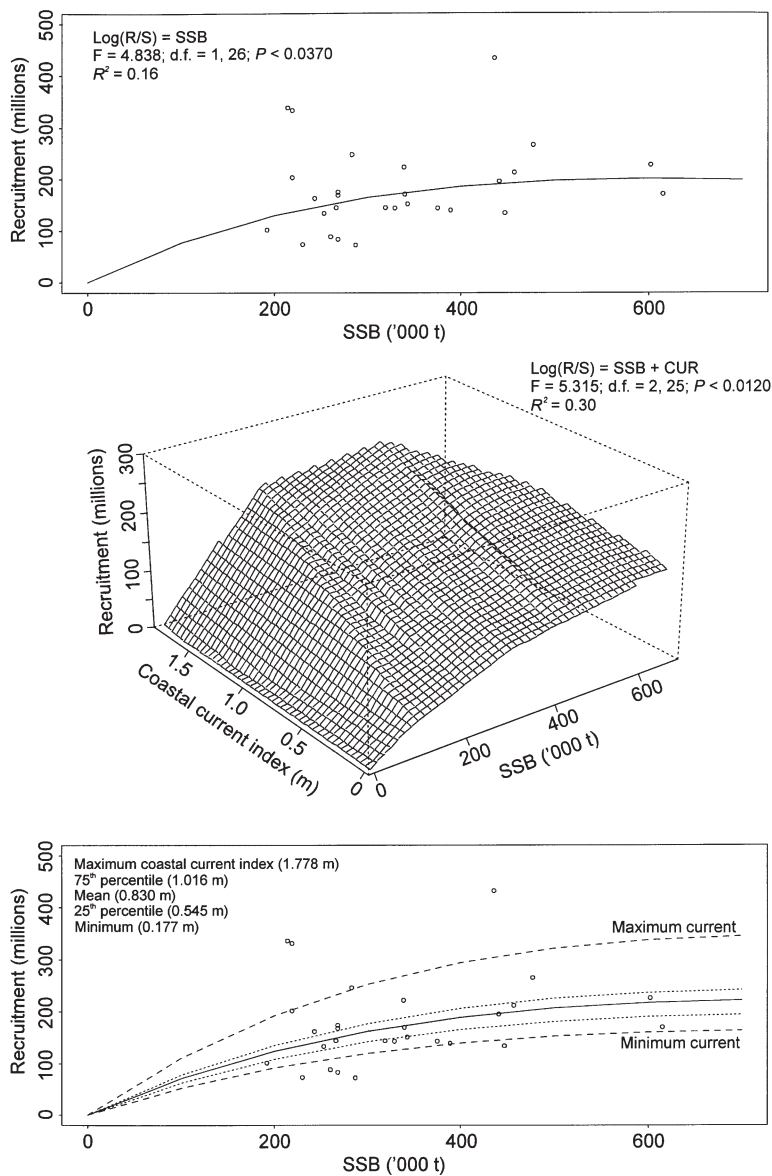 Log(R/S) = SSB
F = 4.838; d.f. = 1, 26; P < 0.0370
R² = 0.16
Recruitment (millions)
500
400
300
200
100
0
0 200 400 600
SSB ('000 t)
Log(R/S) = SSB + CUR
F = 5.315; d.f. = 2, 25; P < 0.0120
R² = 0.30
Recruitment (millions)
300
200
100
0
1.5 1.0 0.5 0
Coastal current index (m)
0 200 400 600
SSB ('000 t)
Maximum coastal current index (1.778 m)
75th percentile (1.016 m)
Mean (0.830 m)
25th percentile (0.545 m)
Minimum (0.177 m)
Recruitment (millions)
500
400
300
200
100
0
Maximum current
Minimum current
0 200 400 600
SSB ('000 t)